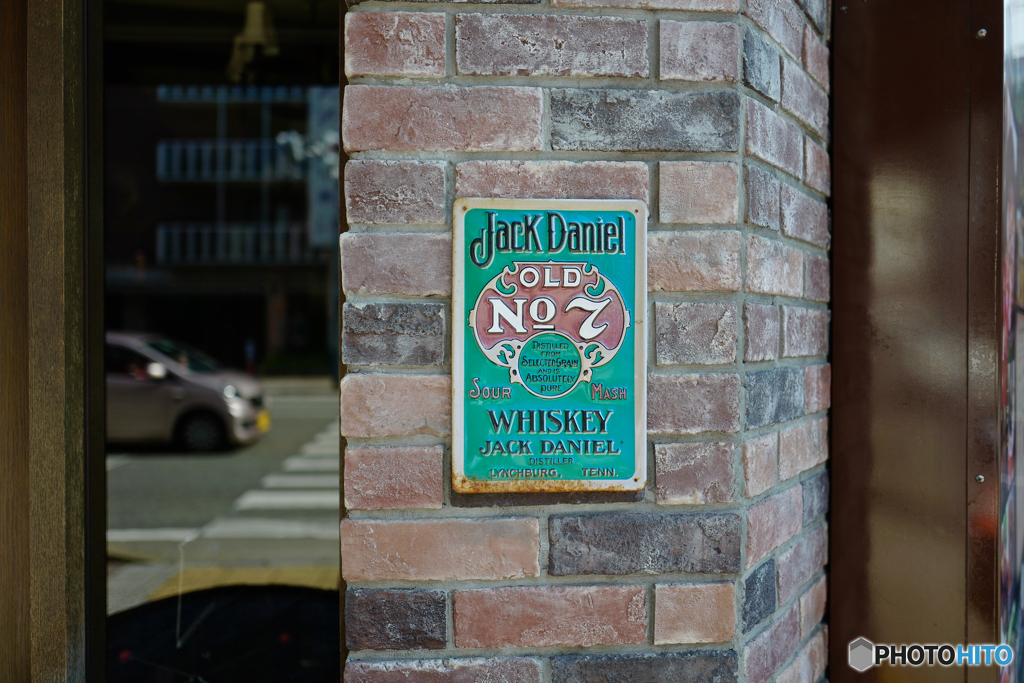 Jack Daniel
OLD
No 7
DISTILLED
FROM
SELECTED GRAIN
AND IS
ABSOLUTELY
PURE
SOUR MASH
WHISKEY
JACK DANIEL
DISTILLER
LYNCHBURG, TENN.
PHOTOHITO